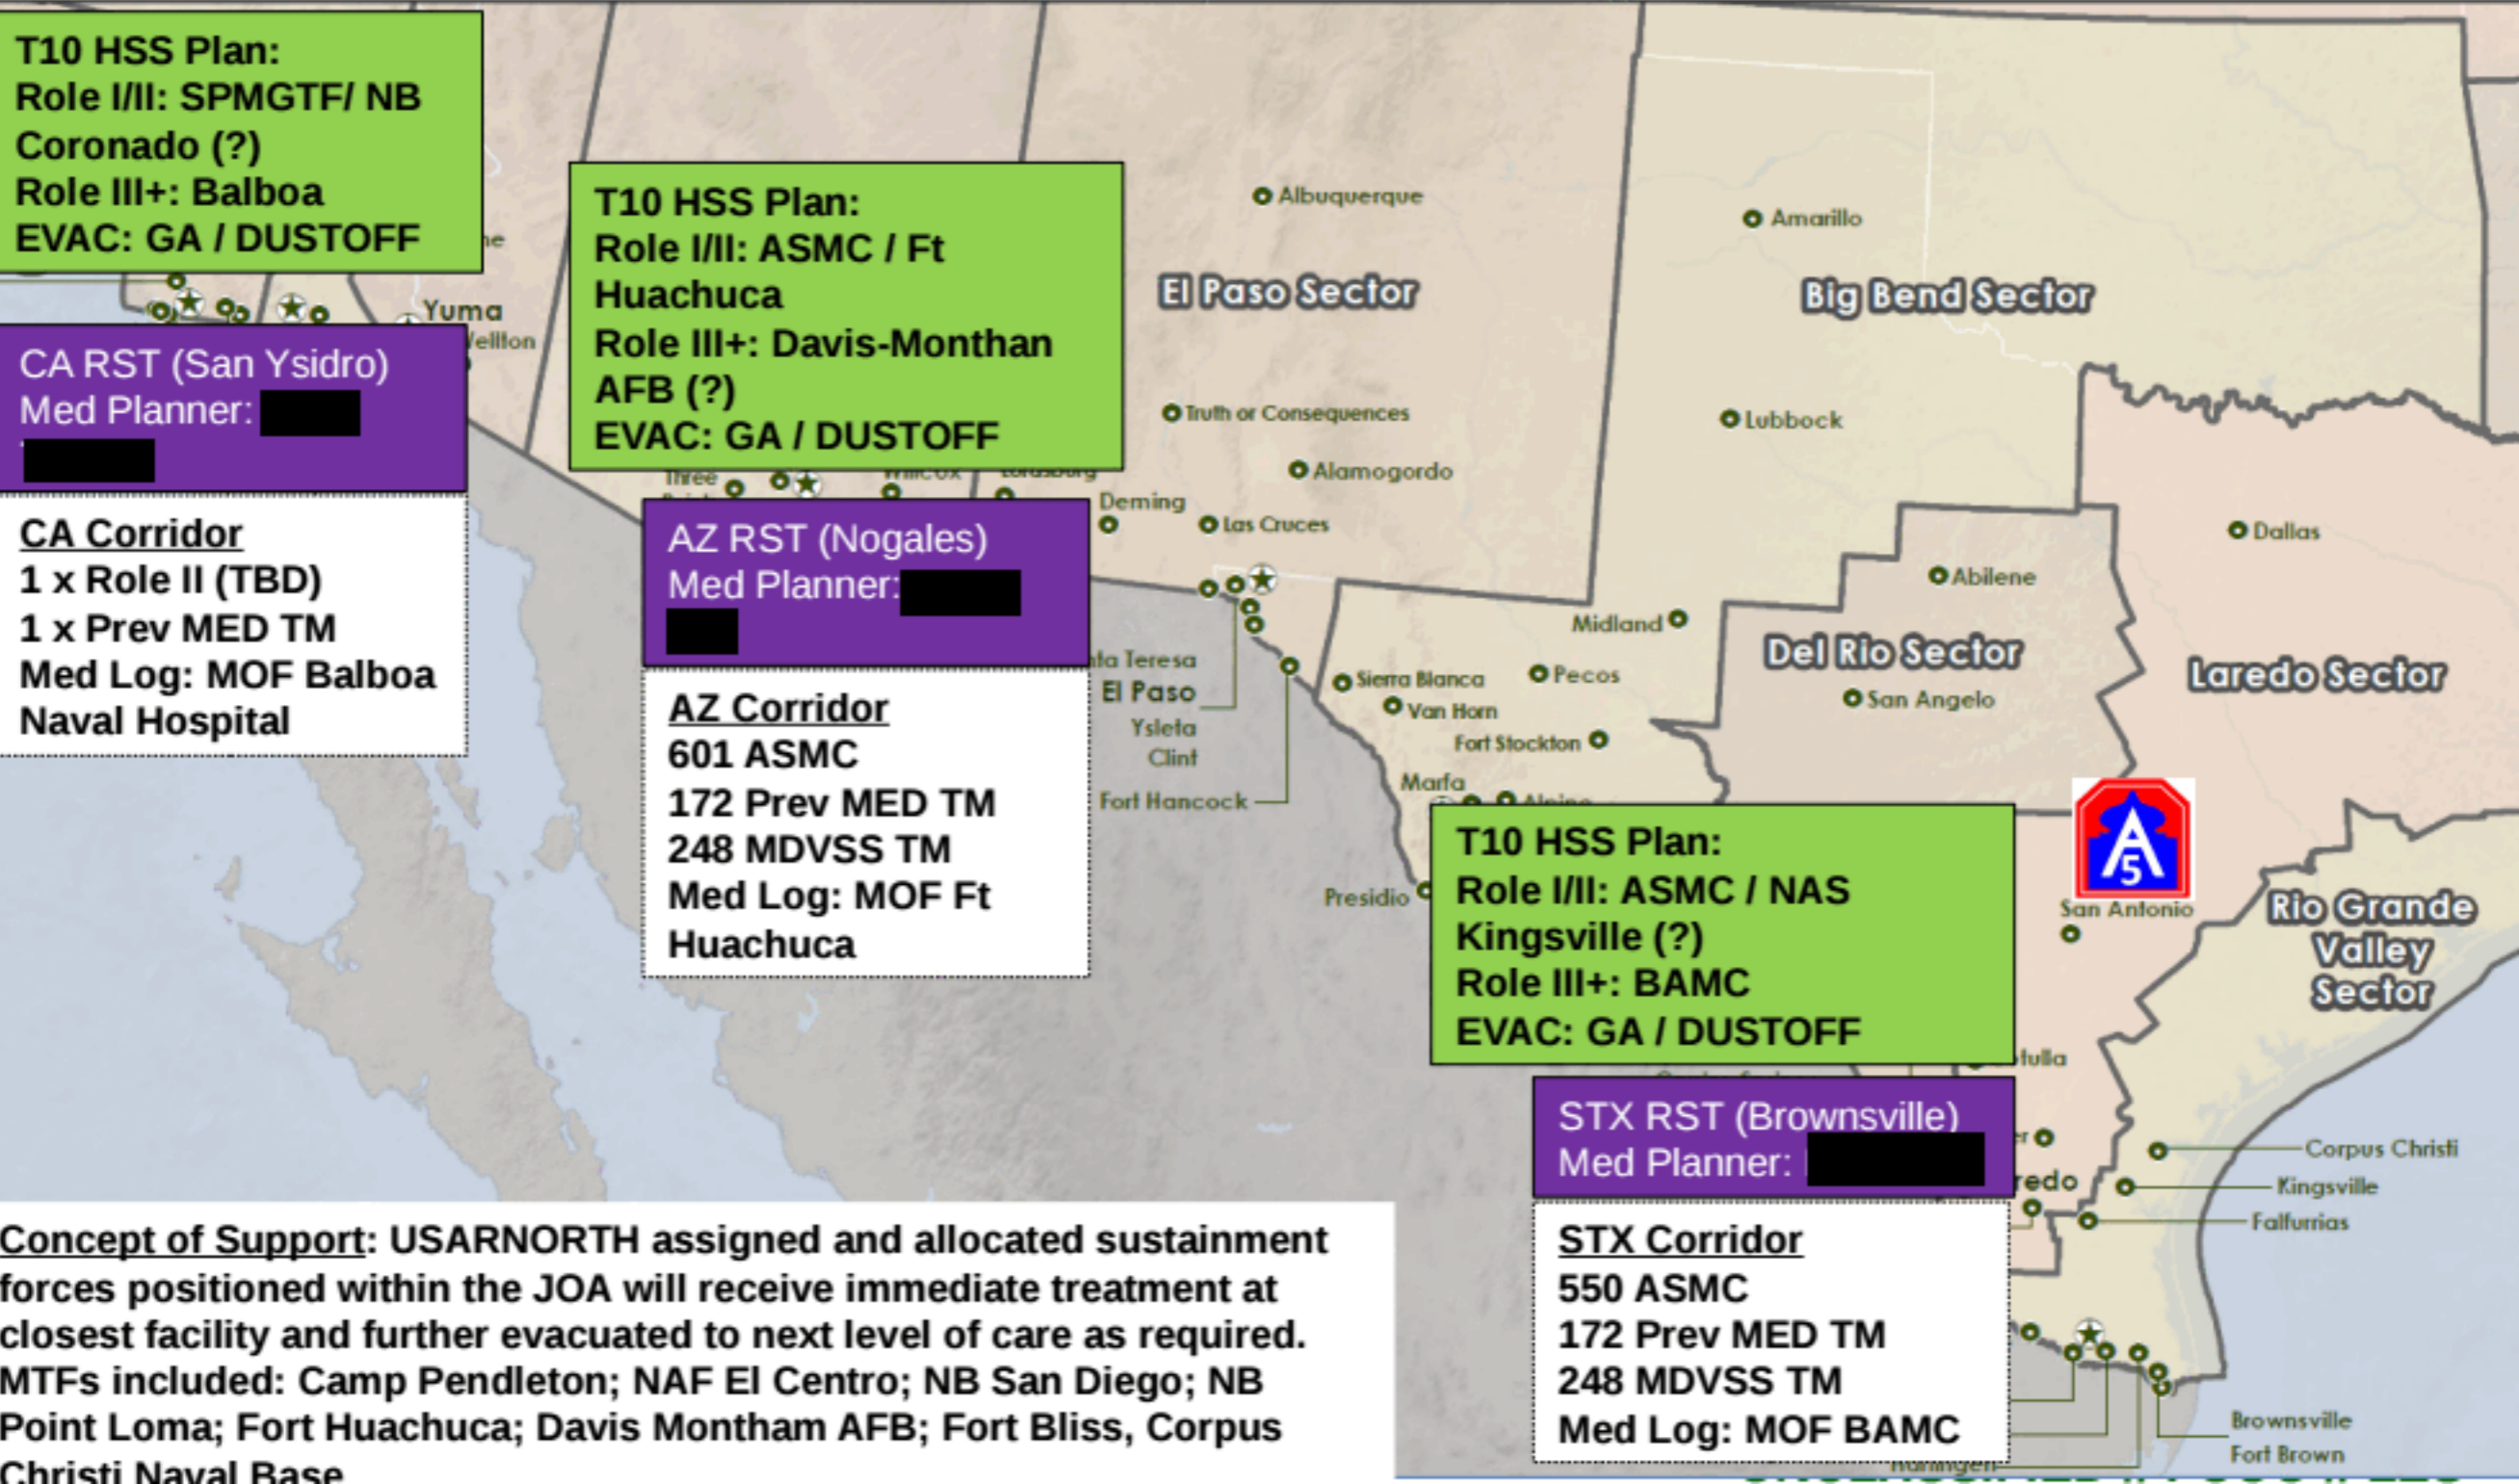 T10 HSS Plan:
Role I/II: SPMGTF/ NB
Coronado (?)
Role III+: Balboa
EVAC: GA / DUSTOFF
Yuma
CA RST (San Ysidro)
Med Planner:
CA Corridor
1 x Role II (TBD)
1 x Prev MED TM
Med Log: MOF Balboa
Naval Hospital
T10 HSS Plan:
Role I/II: ASMC / Ft
Huachuca
Role III+: Davis-Monthan
AFB (?)
EVAC: GA / DUSTOFF
Three
Willcox
Lordsburg
AZ RST (Nogales)
Med Planner:
AZ Corridor
601 ASMC
172 Prev MED TM
248 MDVSS TM
Med Log: MOF Ft
Huachuca
Albuquerque
El Paso Sector
Truth or Consequences
Alamogordo
Deming
Las Cruces
Teresa
El Paso
Ysleta
Clint
Fort Hancock
Amarillo
Big Bend Sector
Lubbock
Midland
Sierra Blanca
Pecos
Van Horn
Fort Stockton
Marfa
Alpine
Presidio
Abilene
Del Rio Sector
San Angelo
Dallas
Laredo Sector
A
5
San Antonio
Rio Grande
Valley
Sector
T10 HSS Plan:
Role I/II: ASMC / NAS
Kingsville (?)
Role III+: BAMC
EVAC: GA / DUSTOFF
STX RST (Brownsville)
Med Planner:
STX Corridor
550 ASMC
172 Prev MED TM
248 MDVSS TM
Med Log: MOF BAMC
Corpus Christi
Kingsville
Falfurrias
Brownsville
Fort Brown
Harlingen
Concept of Support: USARNORTH assigned and allocated sustainment
forces positioned within the JOA will receive immediate treatment at
closest facility and further evacuated to next level of care as required.
MTFs included: Camp Pendleton; NAF El Centro; NB San Diego; NB
Point Loma; Fort Huachuca; Davis Montham AFB; Fort Bliss, Corpus
Christi Naval Base